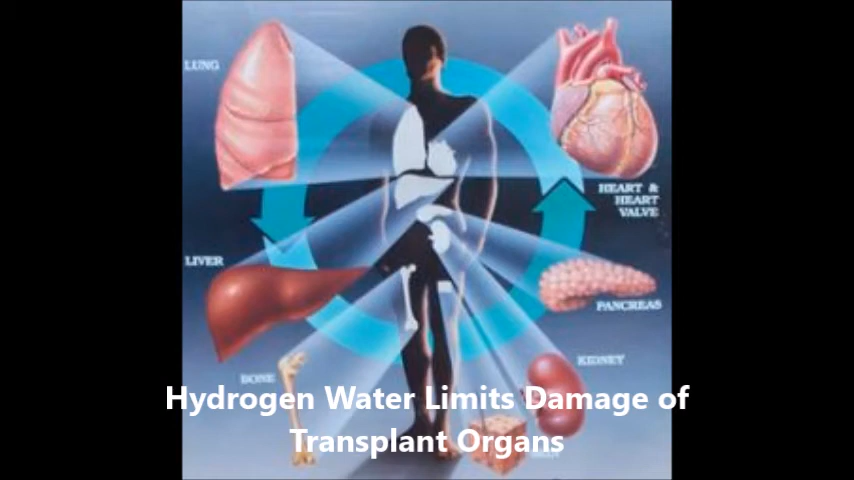 LUNG
HEART &
HEART
VALVE
LIVER
PANCREAS
KIDNEY
BONE
Hydrogen Water Limits Damage of
Transplant Organs